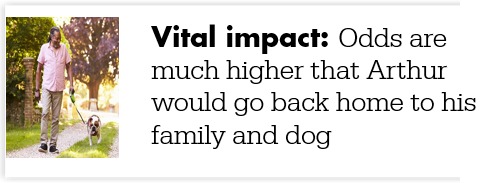 Vital impact: Odds are
much higher that Arthur
would go back home to his
family and dog